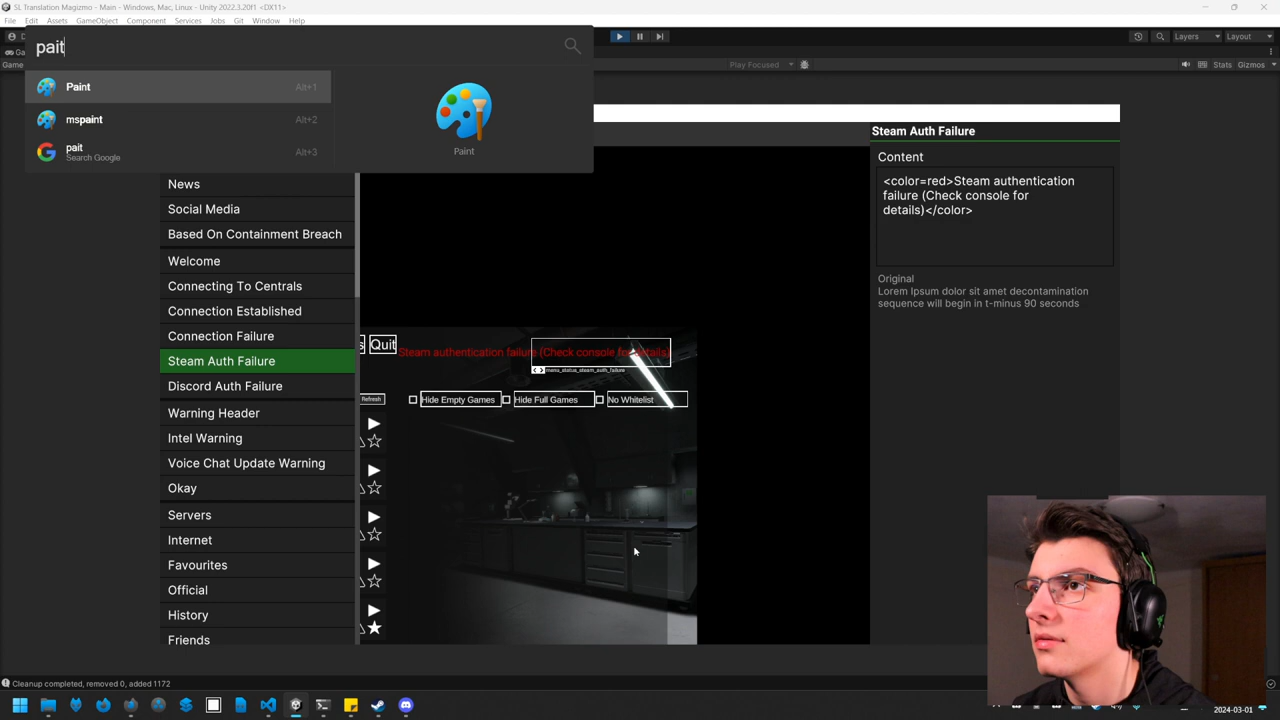 SL Translation Magizmo - Main - Windows, Mac, Linux - Unity 2022.3.20f1 <DX11>
File Edit Assets GameObject Component Services Jobs Git Window Help
pait
Layers
Layout
Game
Play Focused
Stats Gizmos
Paint
Alt+1
mspaint
Alt+2
pait
Search Google
Alt+3
Paint
Steam Auth Failure
Content
<color=red>Steam authentication
failure (Check console for
details)</color>
Original
Lorem Ipsum dolor sit amet decontamination
sequence will begin in t-minus 90 seconds
News
Social Media
Based On Containment Breach
Welcome
Connecting To Centrals
Connection Established
Connection Failure
Steam Auth Failure
Discord Auth Failure
Warning Header
Intel Warning
Voice Chat Update Warning
Okay
Servers
Internet
Favourites
Official
History
Friends
s Quit
Steam authentication failure (Check console for details)
menu_status_steam_auth_failure
Refresh
Hide Empty Games
Hide Full Games
No Whitelist
Cleanup completed, removed 0, added 1172
2024-03-01